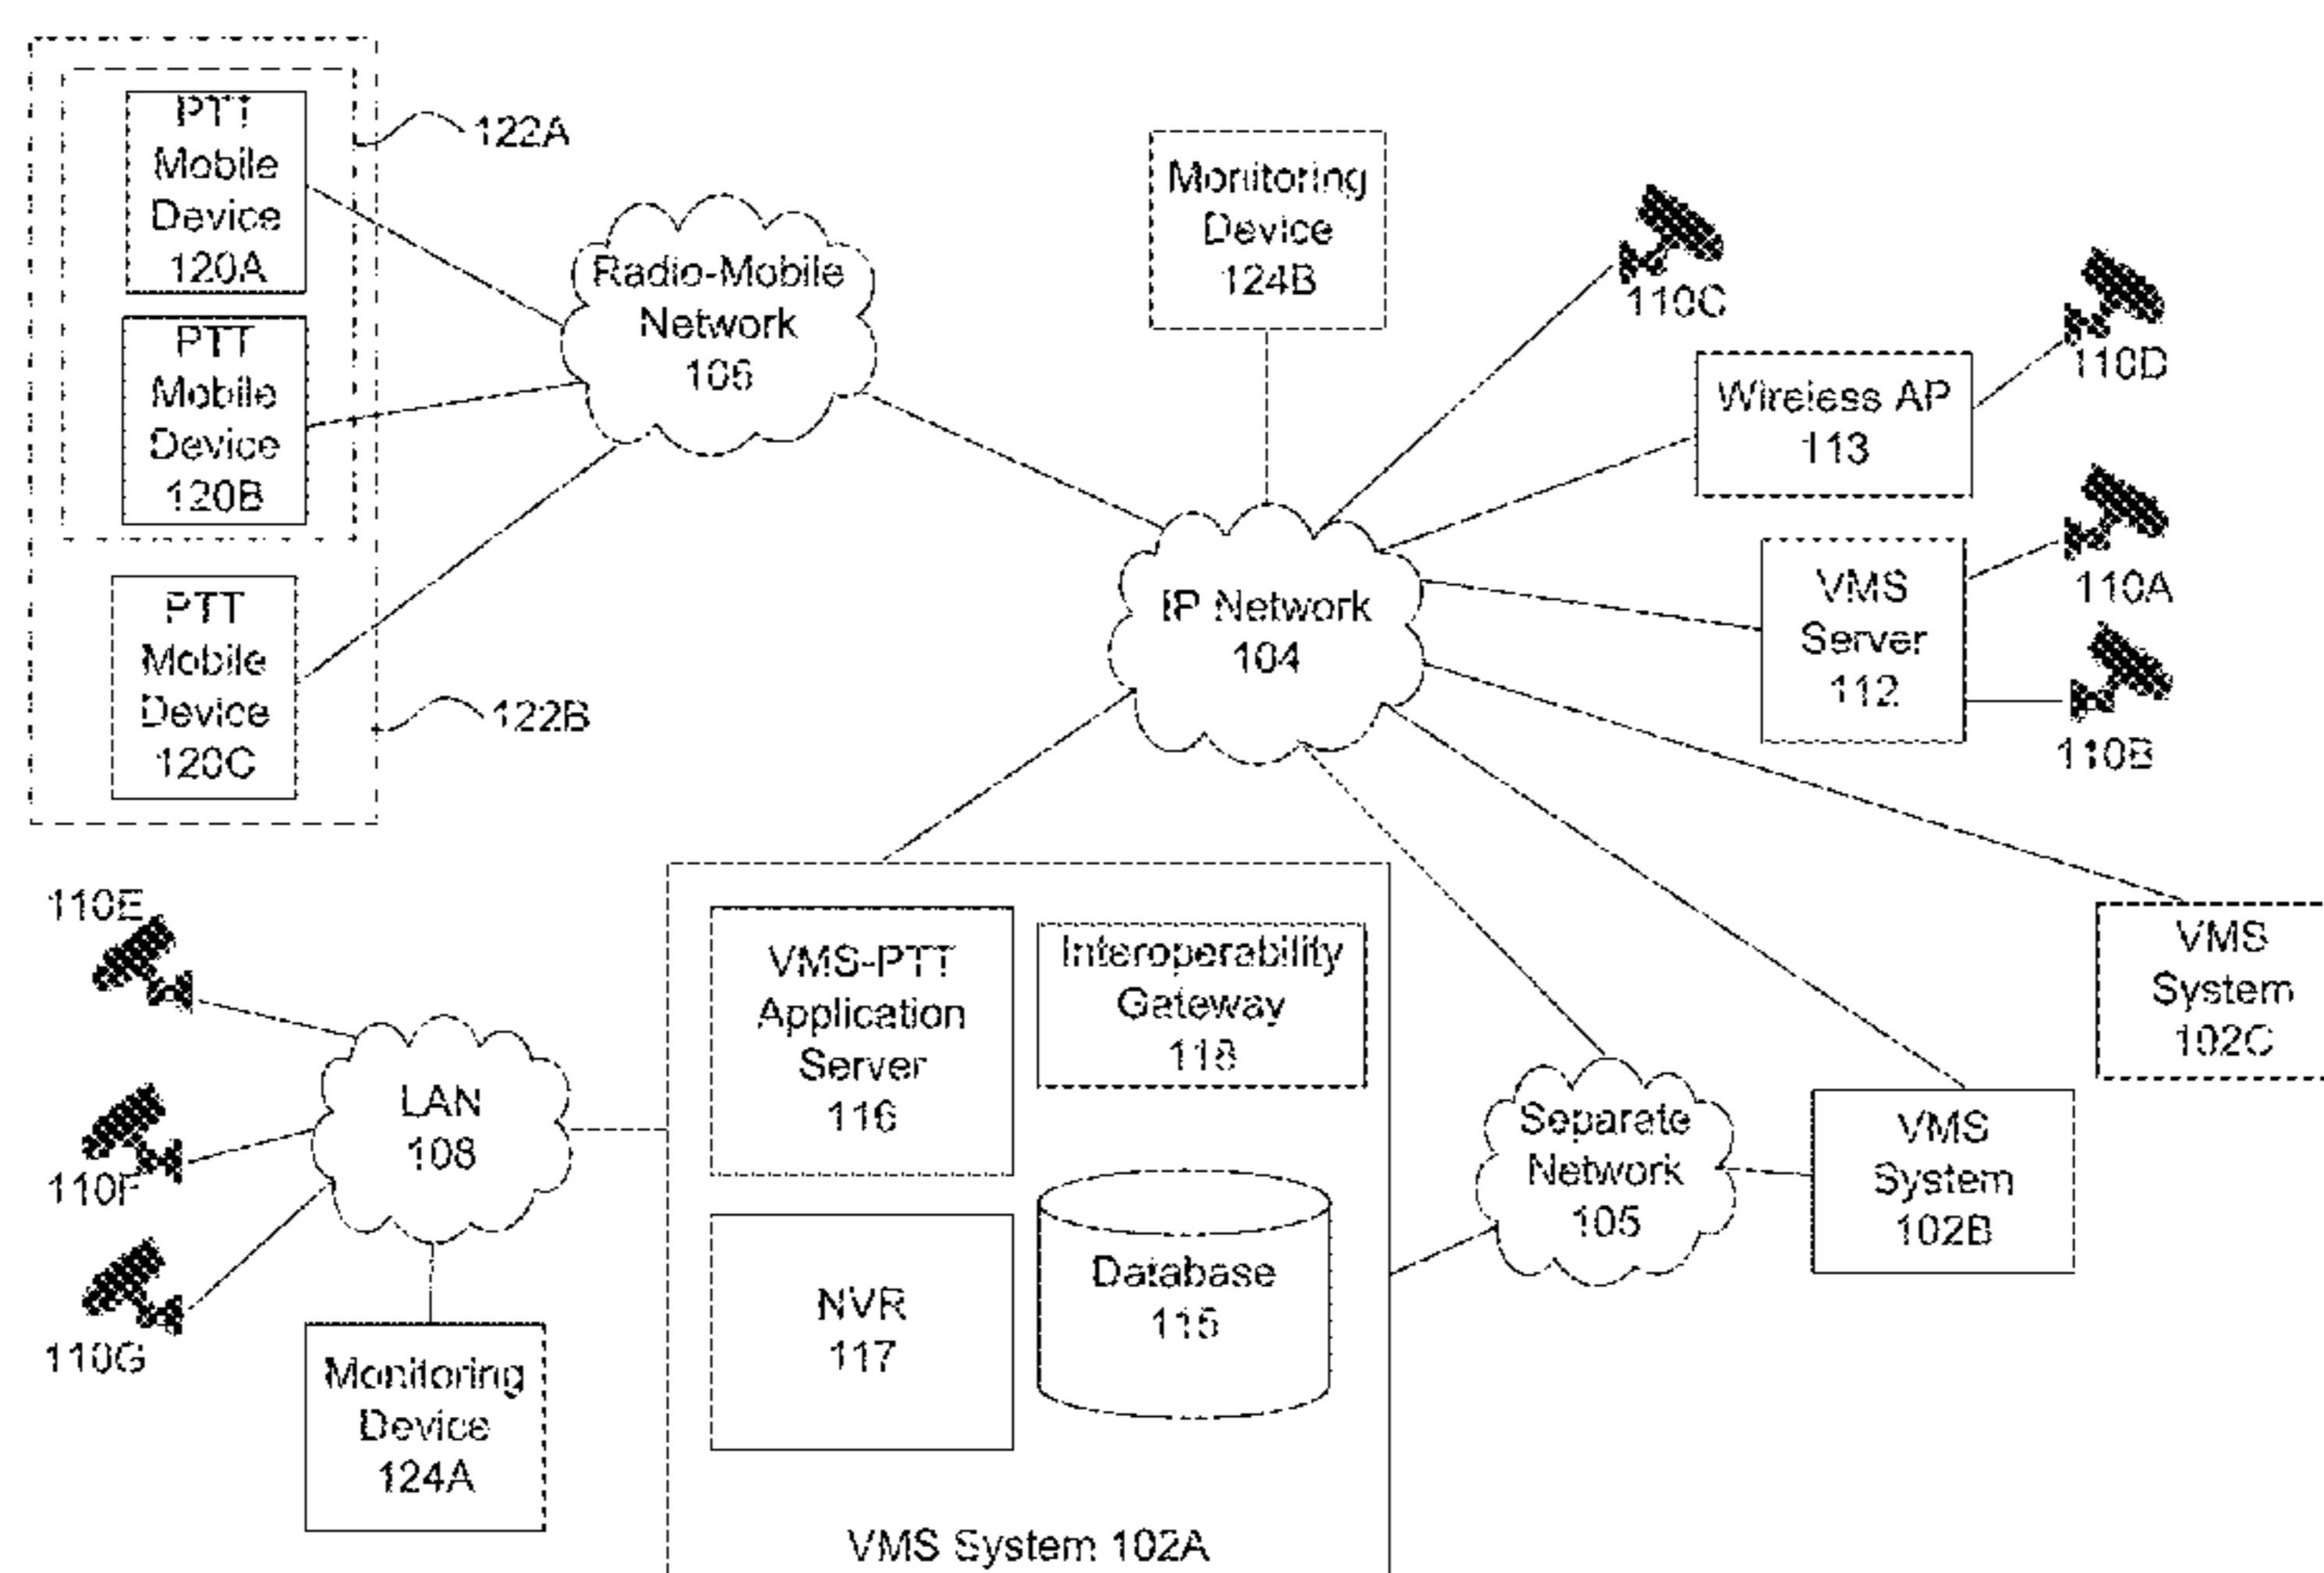 PTT
Mobile
Device
120A
122A
PTT
Mobile
Device
120B
PTT
Mobile
Device
120C
122B
Radio-Mobile
Network
106
Monitoring
Device
124B
110C
110D
Wireless AP
113
110A
VMS
Server
112
110B
IP Network
104
110E
110F
110G
LAN
108
Monitoring
Device
124A
VMS-PTT
Application
Server
116
Interoperability
Gateway
118
NVR
117
Database
115
VMS System 102A
Separate
Network
105
VMS
System
102B
VMS
System
102C